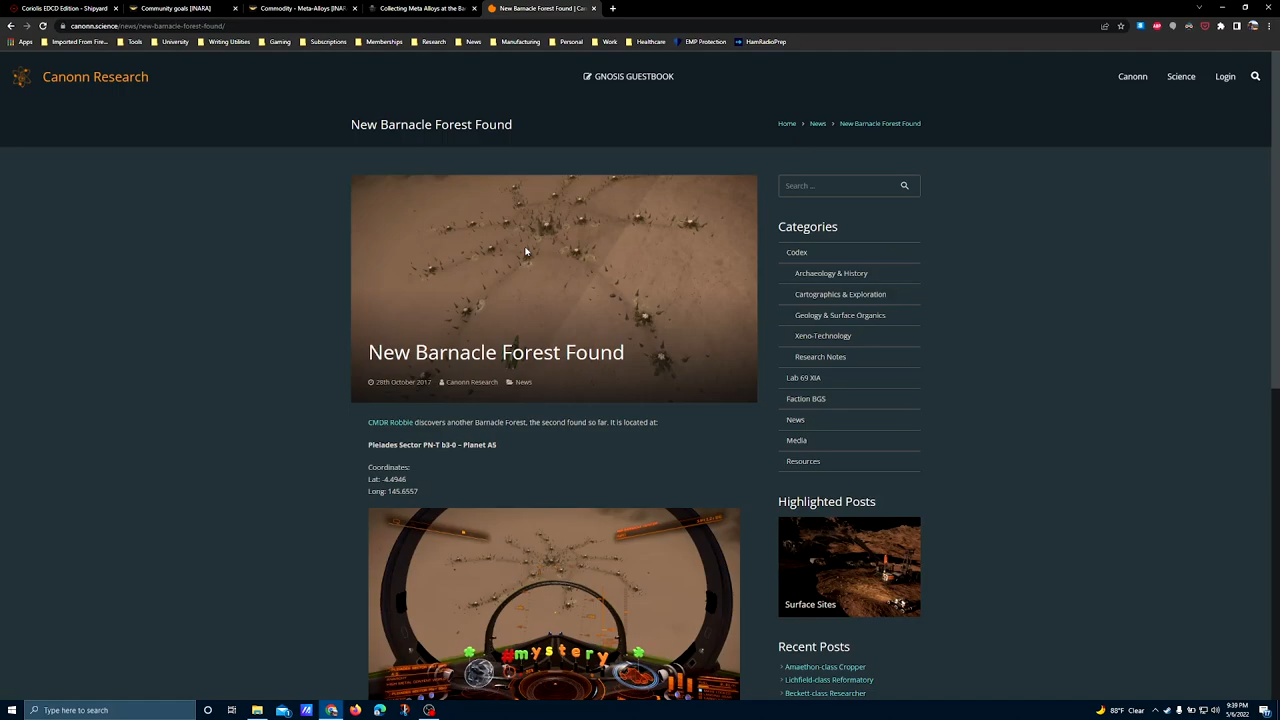 Coriolis EDCD Edition - Shipyard
Community goals [INARA]
Commodity - Meta-Alloys [INRA
Collecting Meta Alloys at the Ba
New Barnacle Forest Found | Can
canonn.science/news/new-barnacle-forest-found/
Apps
Imported From Fire...
Tools
University
Writing Utilities
Gaming
Subscriptions
Memberships
Research
News
Manufacturing
Personal
Work
Healthcare
EMP Protection
HamRadioPrep
Canonn Research
GNOSIS GUESTBOOK
Canonn
Science
Login
New Barnacle Forest Found
Home > News > New Barnacle Forest Found
New Barnacle Forest Found
28th October 2017 Canonn Research News
CMDR Robbie discovers another Barnacle Forest, the second found so far. It is located at:
Pleiades Sector PN-T b3-0 – Planet A5
Coordinates:
Lat: -4.4946
Long: 145.6557
#mystery
Search ...
Categories
Codex
Archaeology & History
Cartographics & Exploration
Geology & Surface Organics
Xeno-Technology
Research Notes
Lab 69 XIA
Faction BGS
News
Media
Resources
Highlighted Posts
Surface Sites
Recent Posts
Amaethon-class Cropper
Lichfield-class Reformatory
Beckett-class Researcher
Type here to search
88°F Clear
9:39 PM
5/6/2022